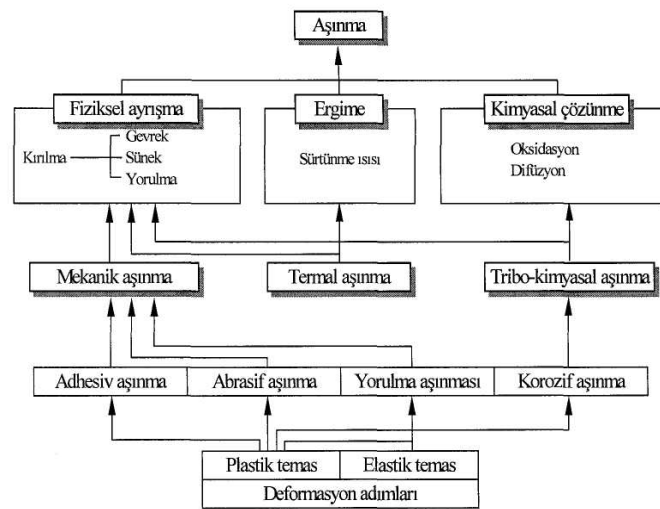 Aşınma
Fiziksel ayrışma
Ergime
Kimyasal çözünme
Gevrek
Kırılma
Sünek
Yorulma
Sürtünme ısısı
Oksidasyon
Difüzyon
Mekanik aşınma
Termal aşınma
Tribo-kimyasal aşınma
Adhesiv aşınma
Abrasif aşınma
Yorulma aşınması
Korozif aşınma
Plastik temas
Elastik temas
Deformasyon adımları